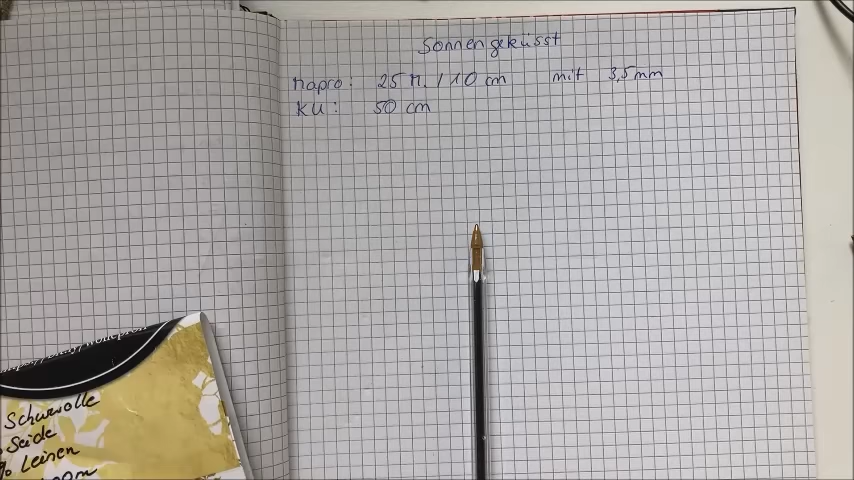 Sonnengeküsst
Mapro: 25 M. / 10 cm mit 3,5 mm
KU: 50 cm
Schurwolle
Seide
% Leinen